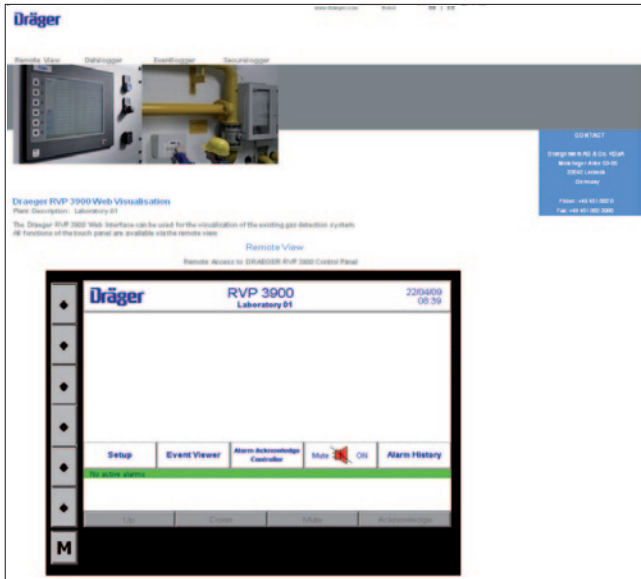 Dräger
Remote View Datalogger Eventlogger Securelogger
CONTACT
Germany
Draeger RVP 3900 Web Visualisation
Plant Description: Laboratory 01
The Draeger RVP 3900 Web Interface can be used for the visualization of the existing gas detection system.
All functions of the touch panel are available via the remote view.
Remote View
Remote Access to DRAEGER RVP 3900 Control Panel
Dräger RVP 3900 22/04/09
Laboratory 01 08:39
Setup Event Viewer Alarm Acknowledge Controller Mute ON Alarm History
No active alarms
Up Down Mute Acknowledge
M